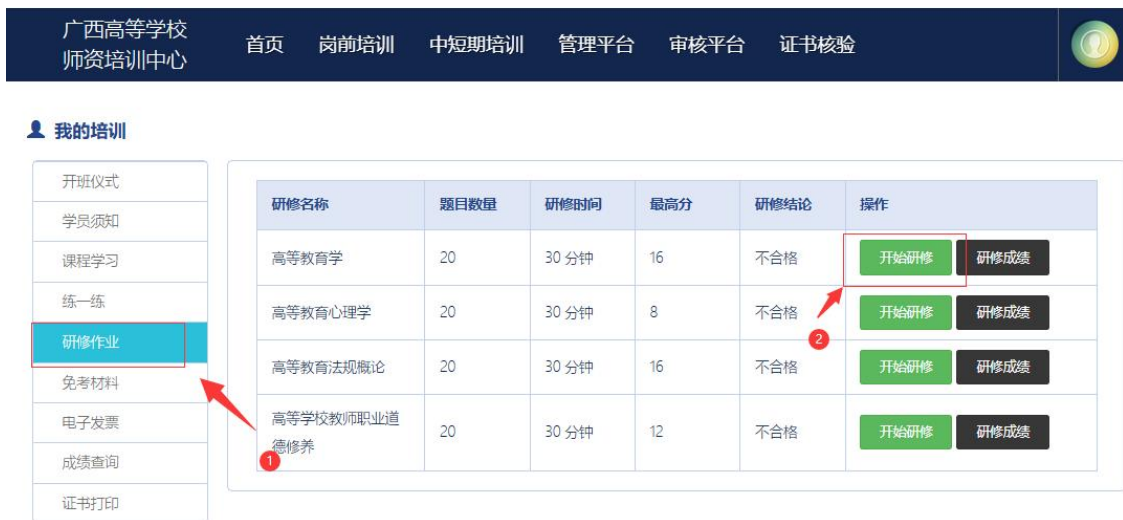 广西高等学校
师资培训中心
首页 岗前培训 中短期培训 管理平台 审核平台 证书核验
我的培训
开班仪式
学员须知
课程学习
练一练
研修作业
免考材料
电子发票
成绩查询
证书打印
研修名称 题目数量 研修时间 最高分 研修结论 操作
高等教育学 20 30 分钟 16 不合格 开始研修 研修成绩
高等教育心理学 20 30 分钟 8 不合格 开始研修 研修成绩
2
高等教育法规概论 20 30 分钟 16 不合格 开始研修 研修成绩
高等学校教师职业道
德修养 20 30 分钟 12 不合格 开始研修 研修成绩
1